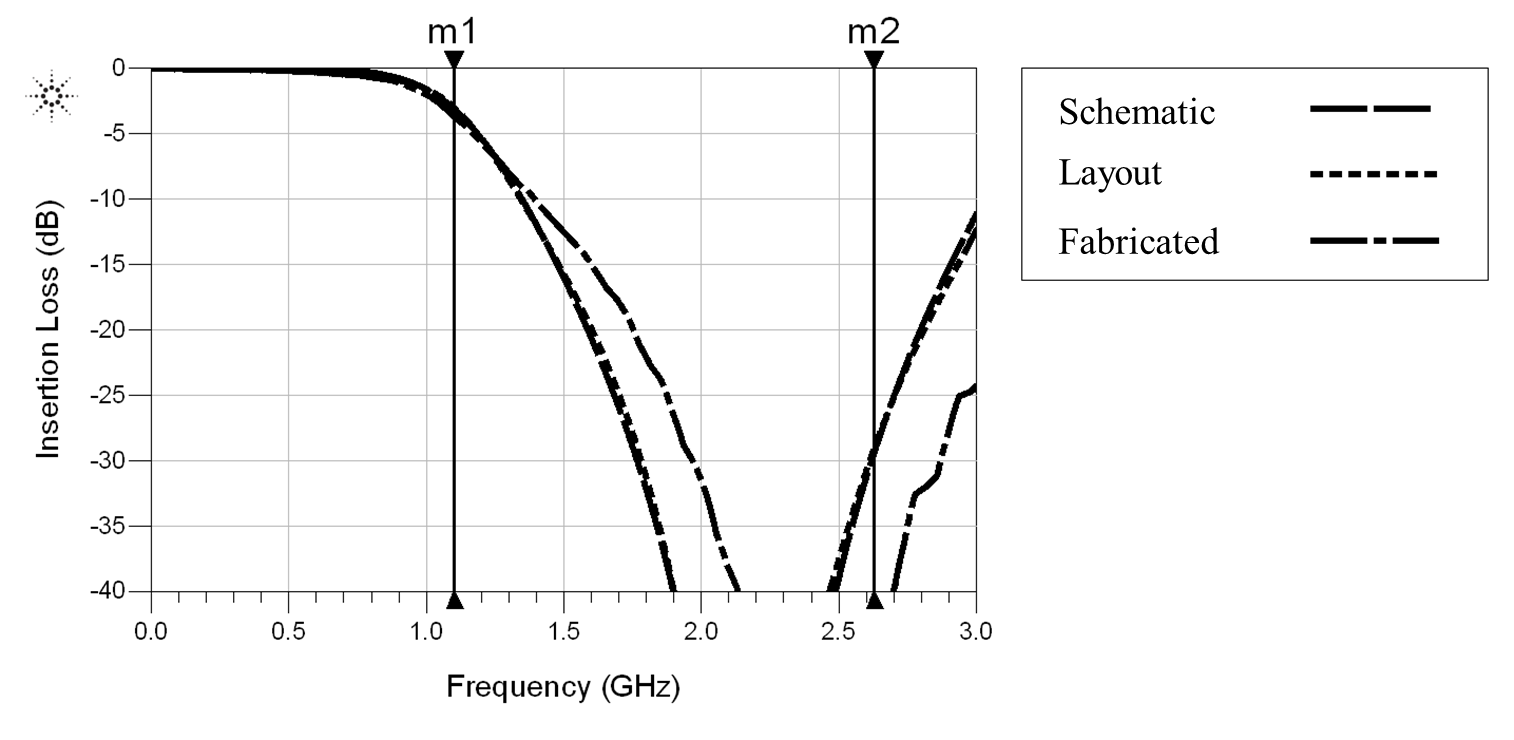 m1 m2
0
-5
-10
-15
-20
-25
-30
-35
-40
Insertion Loss (dB)
0.0 0.5 1.0 1.5 2.0 2.5 3.0
Frequency (GHz)
Schematic
Layout
Fabricated